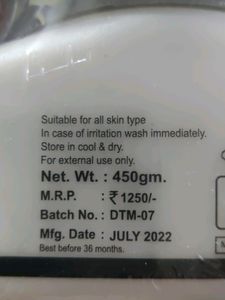 Suitable for all skin type
In case of irritation wash immediately.
Store in cool & dry.
For external use only.
Net. Wt. : 450gm.
M.R.P. : ₹ 1250/-
Batch No. : DTM-07
Mfg. Date : JULY 2022
Best before 36 months.